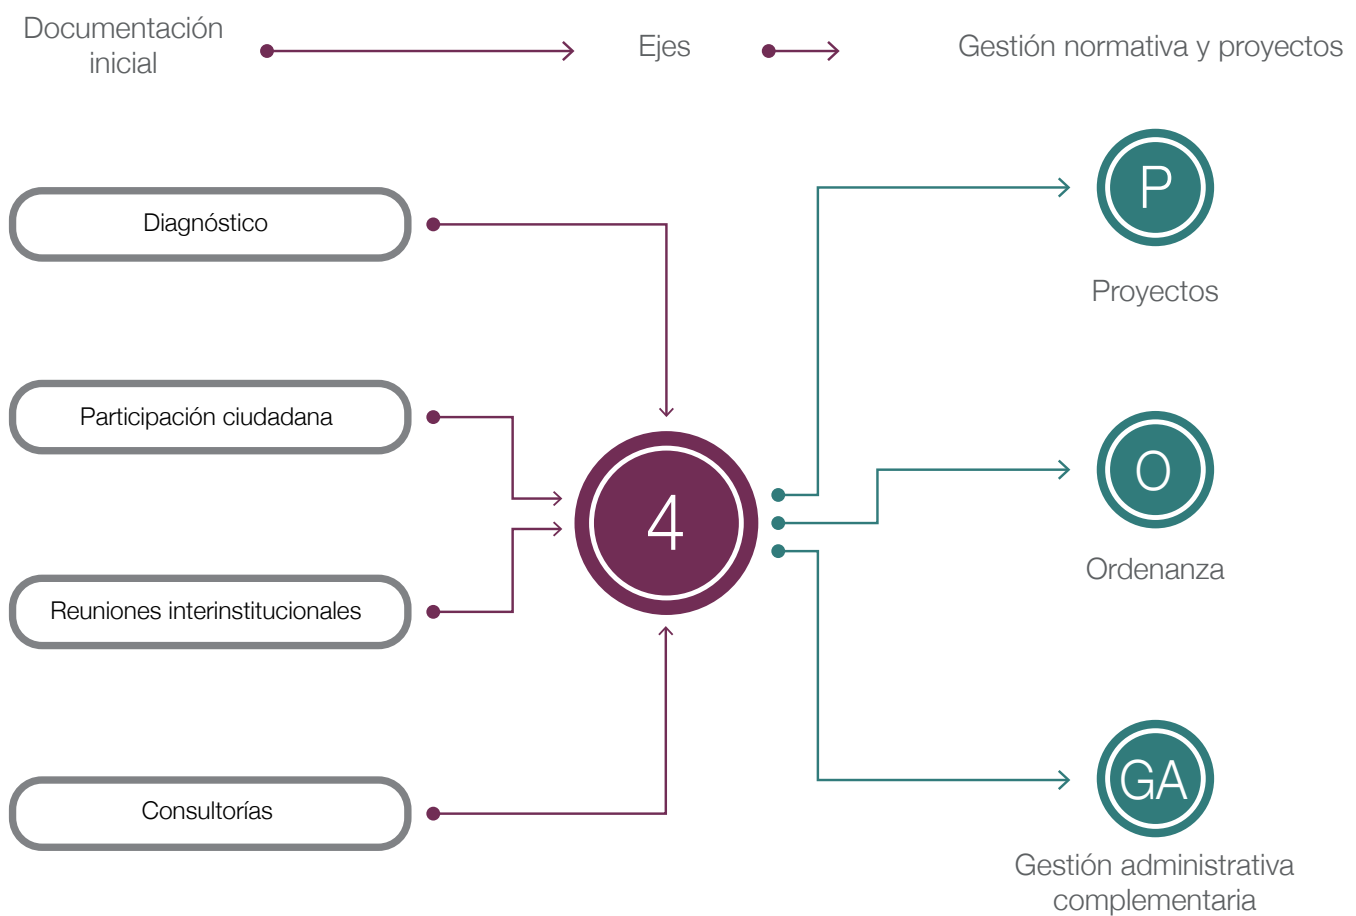 Documentación
inicial
Ejes
Gestión normativa y proyectos
Diagnóstico
Participación ciudadana
Reuniones interinstitucionales
Consultorías
4
P
Proyectos
O
Ordenanza
GA
Gestión administrativa
complementaria